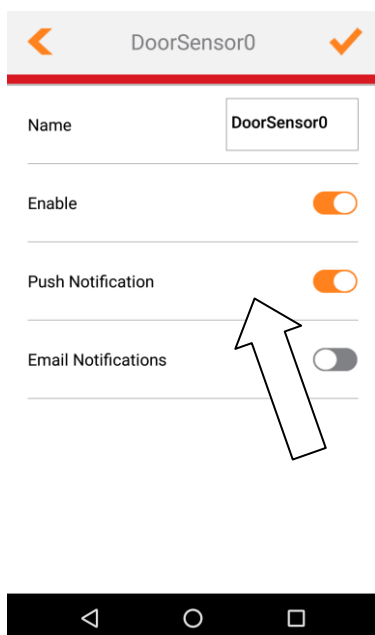 DoorSensor0
Name DoorSensor0
Enable
Push Notification
Email Notifications